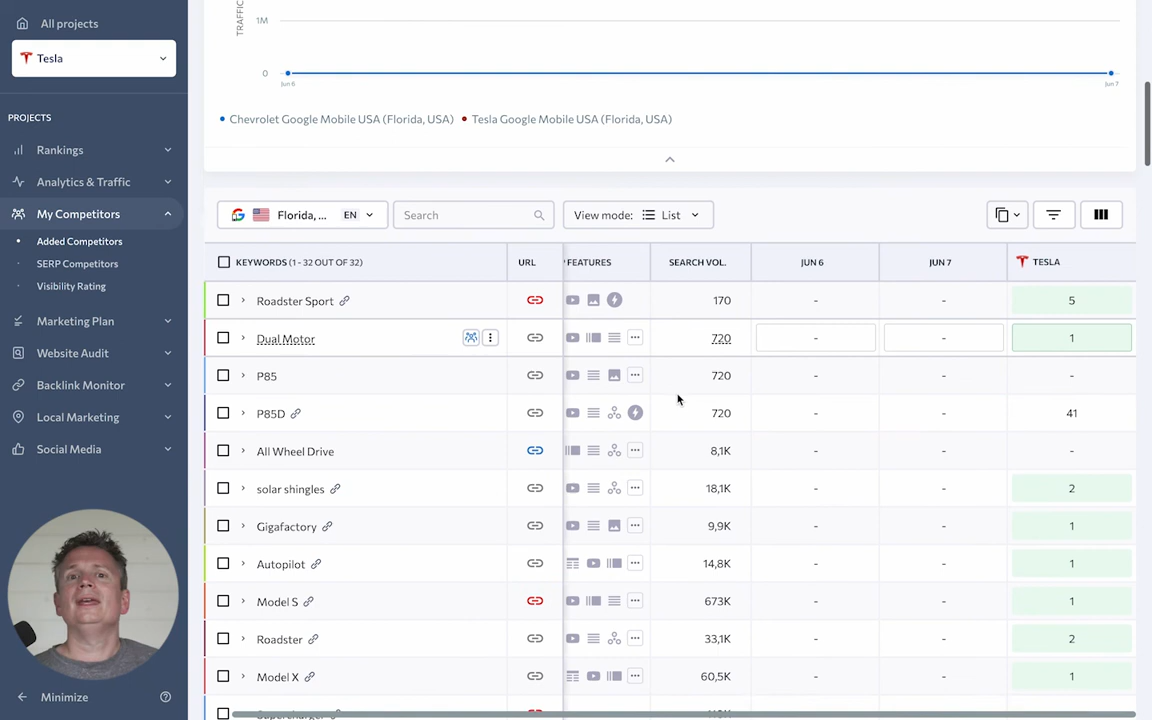 All projects
Tesla
PROJECTS
Rankings
Analytics & Traffic
My Competitors
Added Competitors
SERP Competitors
Visibility Rating
Marketing Plan
Website Audit
Backlink Monitor
Local Marketing
Social Media
Minimize
TRAFFIC
1M
0
Jun 6
Jun 7
Chevrolet Google Mobile USA (Florida, USA) Tesla Google Mobile USA (Florida, USA)
Florida, ... EN Search View mode: List
KEYWORDS (1 - 32 OUT OF 32) URL FEATURES SEARCH VOL. JUN 6 JUN 7 TESLA
Roadster Sport 170 - - 5
Dual Motor 720 - - 1
P85 720 - - -
P85D 720 - - 41
All Wheel Drive 8,1K - - -
solar shingles 18,1K - - 2
Gigafactory 9,9K - - 1
Autopilot 14,8K - - 1
Model S 673K - - 1
Roadster 33,1K - - 2
Model X 60,5K - - 1